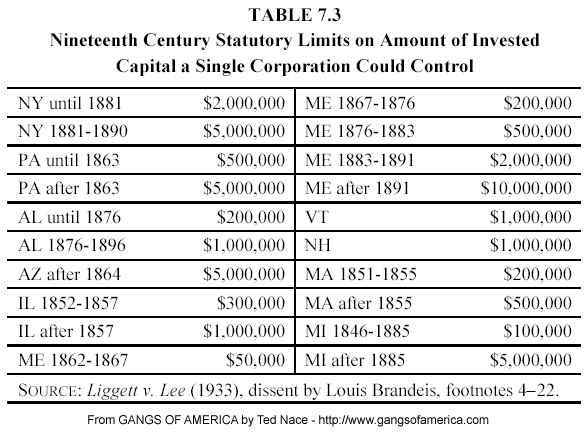 TABLE 7.3
Nineteenth Century Statutory Limits on Amount of Invested
Capital a Single Corporation Could Control
NY until 1881 $2,000,000 ME 1867-1876 $200,000
NY 1881-1890 $5,000,000 ME 1876-1883 $500,000
PA until 1863 $500,000 ME 1883-1891 $2,000,000
PA after 1863 $5,000,000 ME after 1891 $10,000,000
AL until 1876 $200,000 VT $1,000,000
AL 1876-1896 $1,000,000 NH $1,000,000
AZ after 1864 $5,000,000 MA 1851-1855 $200,000
IL 1852-1857 $300,000 MA after 1855 $500,000
IL after 1857 $1,000,000 MI 1846-1885 $100,000
ME 1862-1867 $50,000 MI after 1885 $5,000,000
SOURCE: Liggett v. Lee (1933), dissent by Louis Brandeis, footnotes 4–22.
From GANGS OF AMERICA by Ted Nace - http://www.gangsofamerica.com